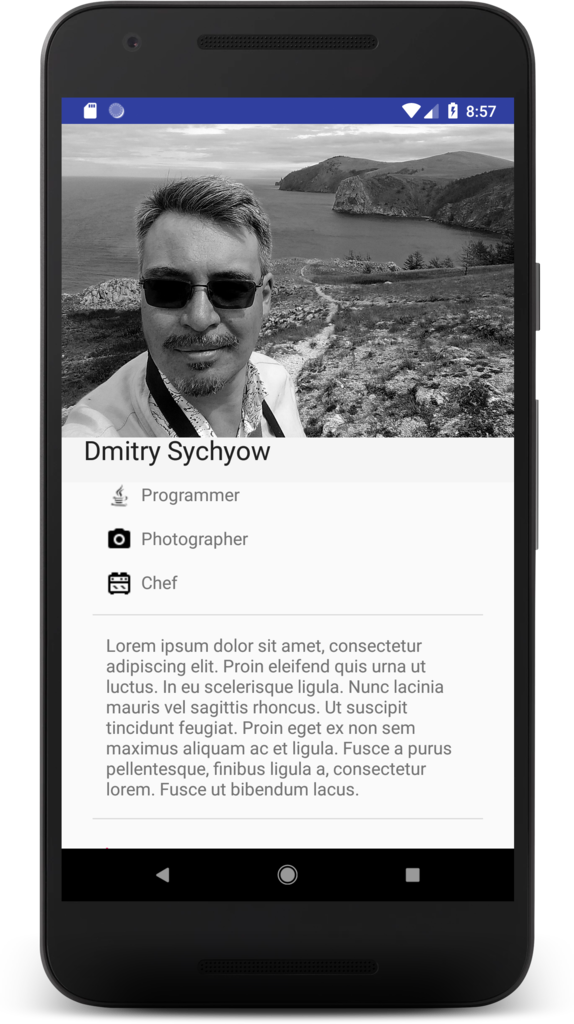 8:57
Dmitry Sychyow
Programmer
Photographer
Chef
Lorem ipsum dolor sit amet, consectetur
adipiscing elit. Proin eleifend quis urna ut
luctus. In eu scelerisque ligula. Nunc lacinia
mauris vel sagittis rhoncus. Ut suscipit
tincidunt feugiat. Proin eget ex non sem
maximus aliquam ac et ligula. Fusce a purus
pellentesque, finibus ligula a, consectetur
lorem. Fusce ut bibendum lacus.